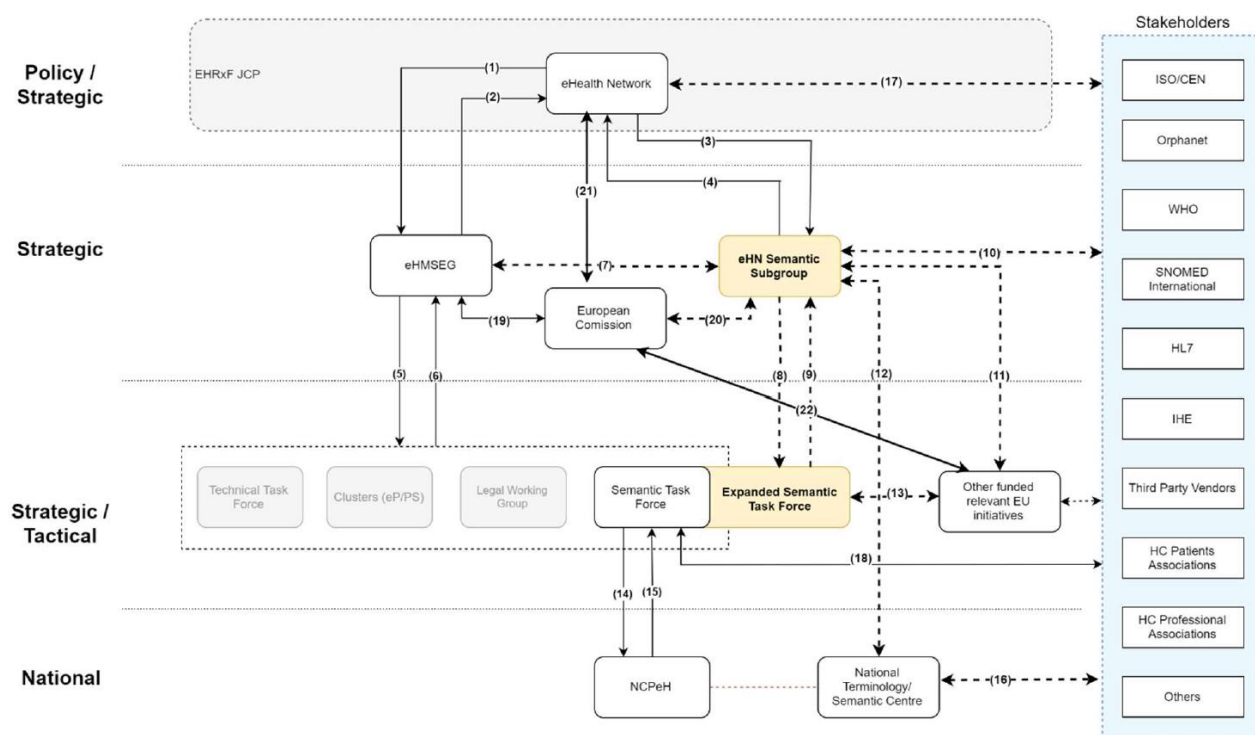 Stakeholders
Policy /
Strategic
EHRxF JCP
eHealth Network
(1)
(2)
(17)
(3)
(4)
(21)
ISO/CEN
Orphanet
WHO
Strategic
eHMSEG
(7)
eHN Semantic
Subgroup
(10)
SNOMED
International
(19)
European
Comission
(20)
HL7
(5)
(6)
(8)
(9)
(12)
(11)
(22)
IHE
Strategic /
Tactical
Technical Task
Force
Clusters (eP/PS)
Legal Working
Group
Semantic Task
Force
Expanded Semantic
Task Force
(13)
Other funded
relevant EU
initiatives
Third Party Vendors
(18)
HC Patients
Associations
(14)
(15)
HC Professional
Associations
National
NCPeH
National
Terminology/
Semantic Centre
(16)
Others